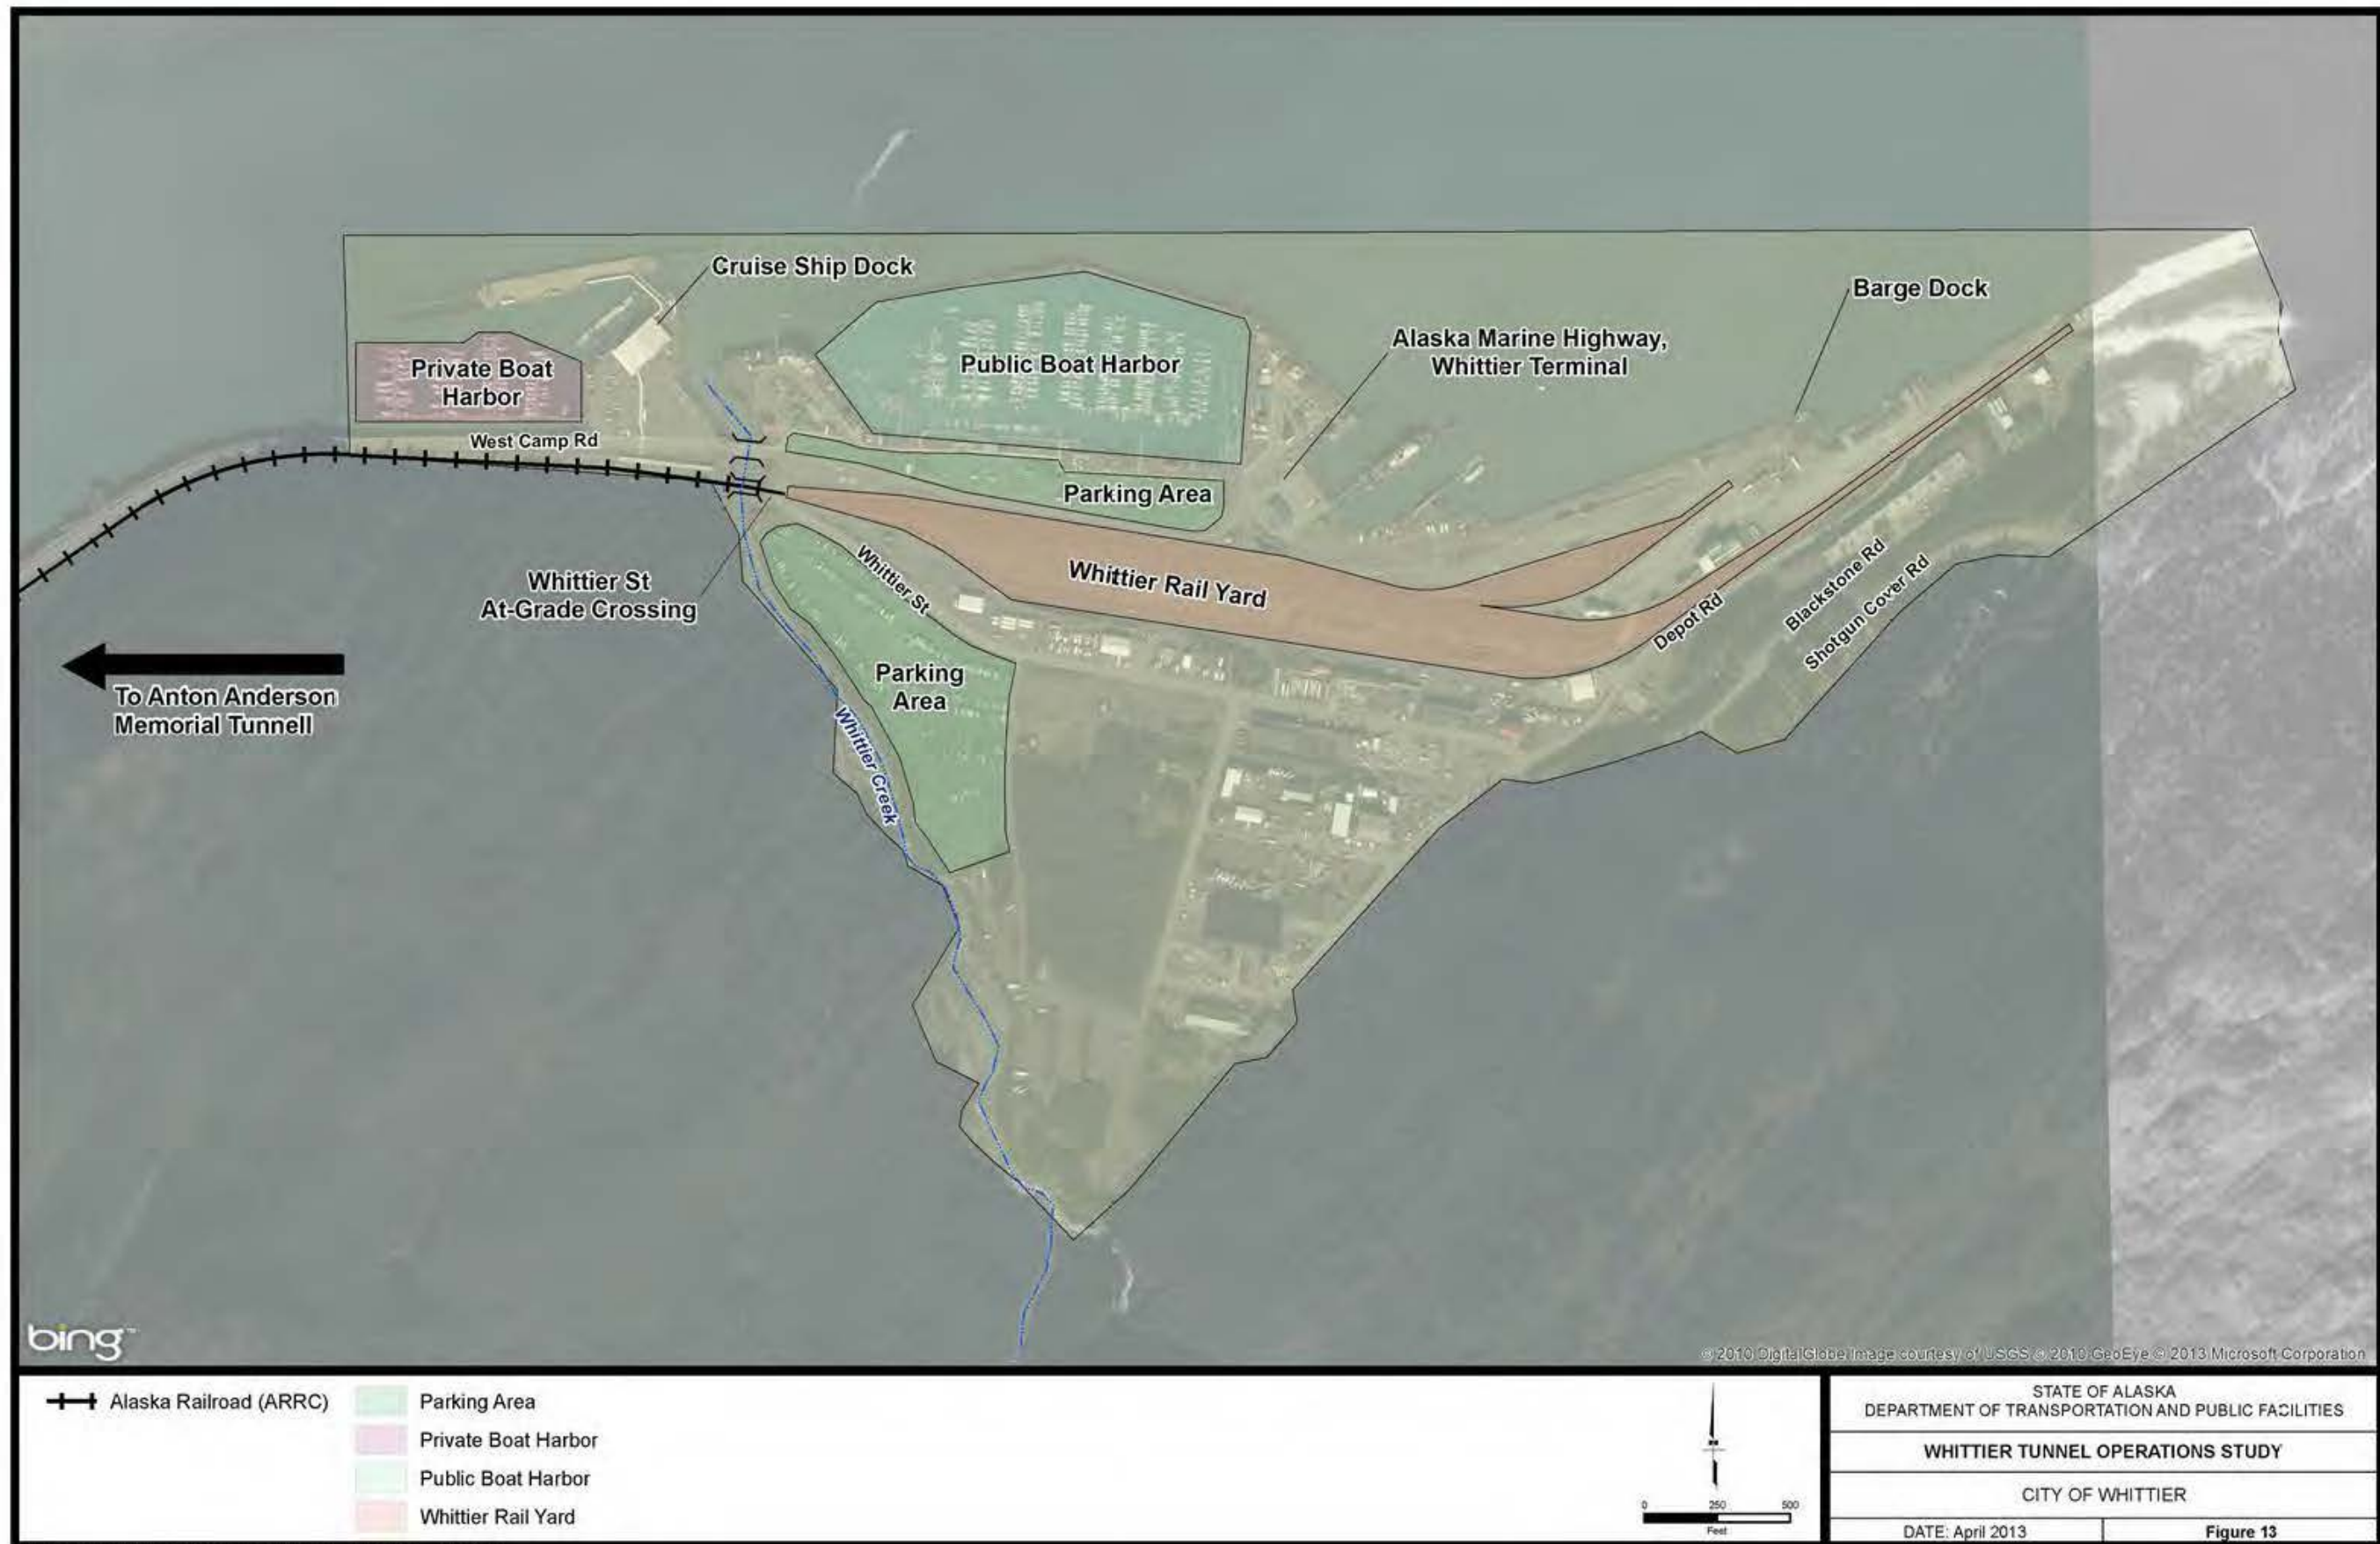 Cruise Ship Dock
Barge Dock
Alaska Marine Highway,
Whittier Terminal
Private Boat
Harbor
Public Boat Harbor
West Camp Rd
Parking Area
Whittier St
Whittier St
At-Grade Crossing
Whittier Rail Yard
Depot Rd
Blackstone Rd
Shotgun Cover Rd
To Anton Anderson
Memorial Tunnell
Parking
Area
Whittier Creek
bing™
© 2010 DigitalGlobe Image courtesy of USGS © 2010 GeoEye © 2013 Microsoft Corporation
Alaska Railroad (ARRC)
Parking Area
Private Boat Harbor
Public Boat Harbor
Whittier Rail Yard
0 250 500
Feet
STATE OF ALASKA
DEPARTMENT OF TRANSPORTATION AND PUBLIC FACILITIES
WHITTIER TUNNEL OPERATIONS STUDY
CITY OF WHITTIER
DATE: April 2013
Figure 13